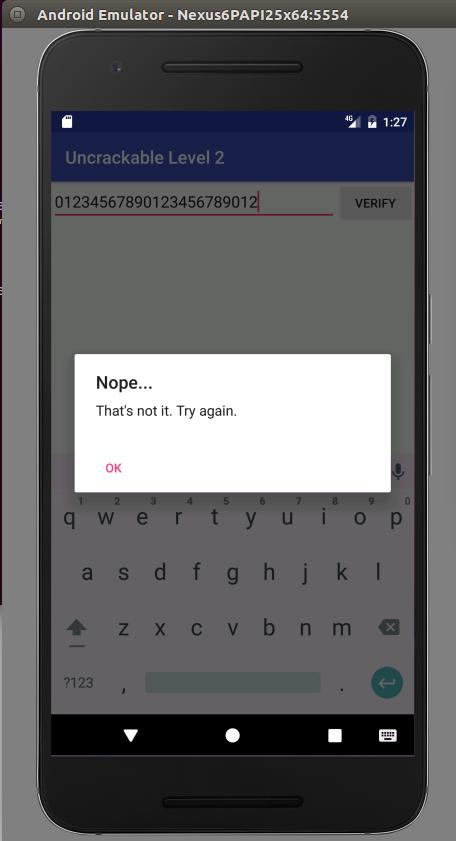 Android Emulator - Nexus6PAPI25x64:5554
4G 1:27
Uncrackable Level 2
01234567890123456789012 VERIFY
Nope...
That's not it. Try again.
OK
1 2 3 4 5 6 7 8 9 0
q w e r t y u i o p
a s d f g h j k l
z x c v b n m
?123 , .